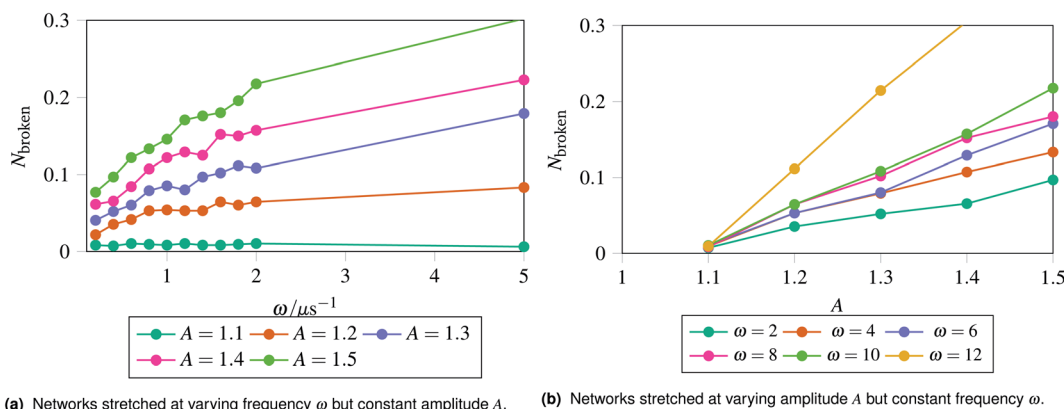 0.3
0.2
0.1
0
1
2
3
4
5
N_broken
ω/μs⁻¹
A = 1.1
A = 1.2
A = 1.3
A = 1.4
A = 1.5
(a) Networks stretched at varying frequency ω but constant amplitude A.
0.3
0.2
0.1
0
1
1.1
1.2
1.3
1.4
1.5
N_broken
A
ω = 2
ω = 4
ω = 6
ω = 8
ω = 10
ω = 12
(b) Networks stretched at varying amplitude A but constant frequency ω.